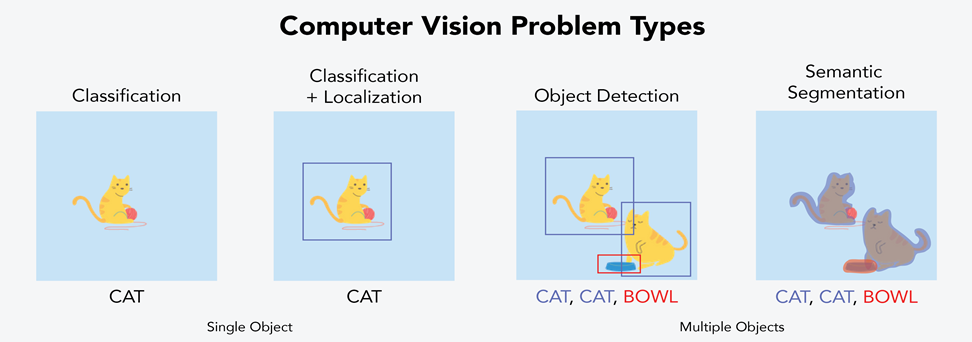 Computer Vision Problem Types
Classification
Classification
+ Localization
Object Detection
Semantic
Segmentation
CAT
CAT
CAT, CAT, BOWL
CAT, CAT, BOWL
Single Object
Multiple Objects